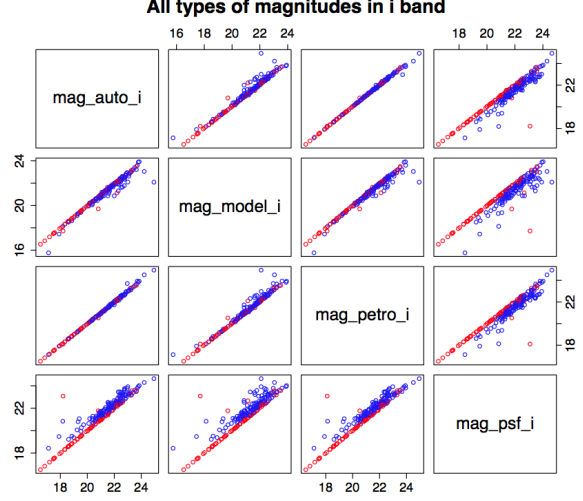 All types of magnitudes in i band
16 18 20 22 24
18 20 22 24
mag_auto_i
18 22
16 20 24
mag_model_i
mag_petro_i
18 22
18 22
mag_psf_i
18 20 22 24
18 20 22 24